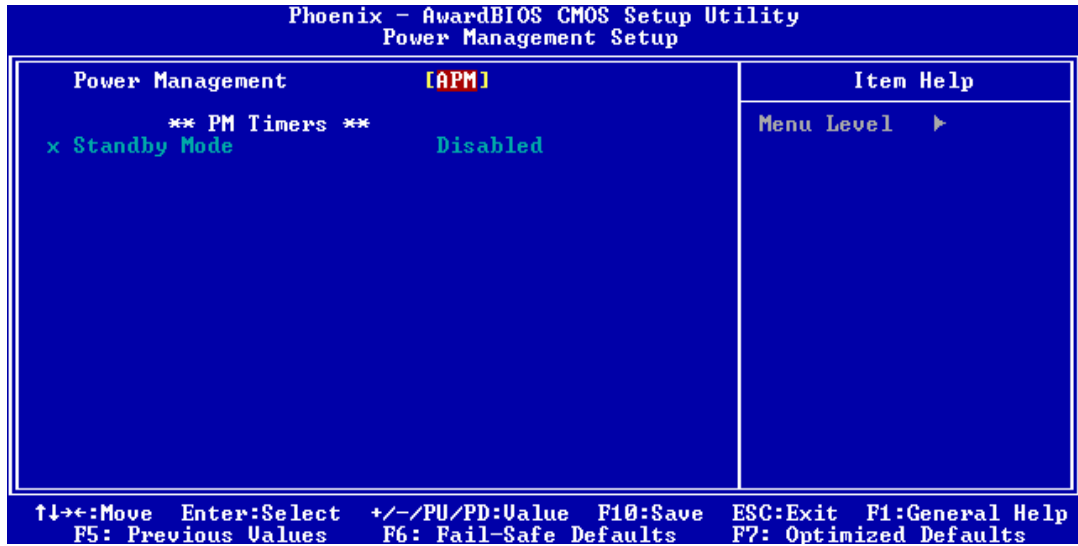 Phoenix - AwardBIOS CMOS Setup Utility
Power Management Setup
Power Management [APM]
Item Help
** PM Timers **
Menu Level ►
x Standby Mode Disabled
↑↓→←:Move Enter:Select +/-/PU/PD:Value F10:Save ESC:Exit F1:General Help
F5: Previous Values F6: Fail-Safe Defaults F7: Optimized Defaults